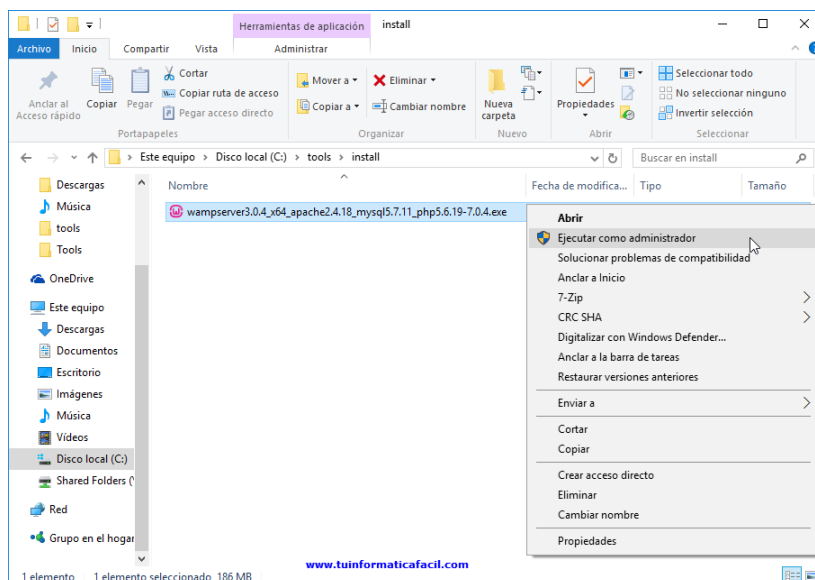 Herramientas de aplicación install
Archivo Inicio Compartir Vista Administrar
Anclar al Acceso rápido
Copiar
Pegar
Cortar
Copiar ruta de acceso
Pegar acceso directo
Portapapeles
Mover a
Copiar a
Eliminar
Cambiar nombre
Organizar
Nueva carpeta
Nuevo
Propiedades
Abrir
Seleccionar todo
No seleccionar ninguno
Invertir selección
Seleccionar
Este equipo > Disco local (C:) > tools > install
Buscar en install
Nombre Fecha de modifica... Tipo Tamaño
wampserver3.0.4_x64_apache2.4.18_mysql5.7.11_php5.6.19-7.0.4.exe
Descargas
Música
tools
Tools
OneDrive
Este equipo
Descargas
Documentos
Escritorio
Imágenes
Música
Vídeos
Disco local (C:)
Shared Folders (
Red
Grupo en el hogar
Abrir
Ejecutar como administrador
Solucionar problemas de compatibilidad
Anclar a Inicio
7-Zip
CRC SHA
Digitalizar con Windows Defender...
Anclar a la barra de tareas
Restaurar versiones anteriores
Enviar a
Cortar
Copiar
Crear acceso directo
Eliminar
Cambiar nombre
Propiedades
www.tuinformaticafacil.com
1 elemento 1 elemento seleccionado 186 MB